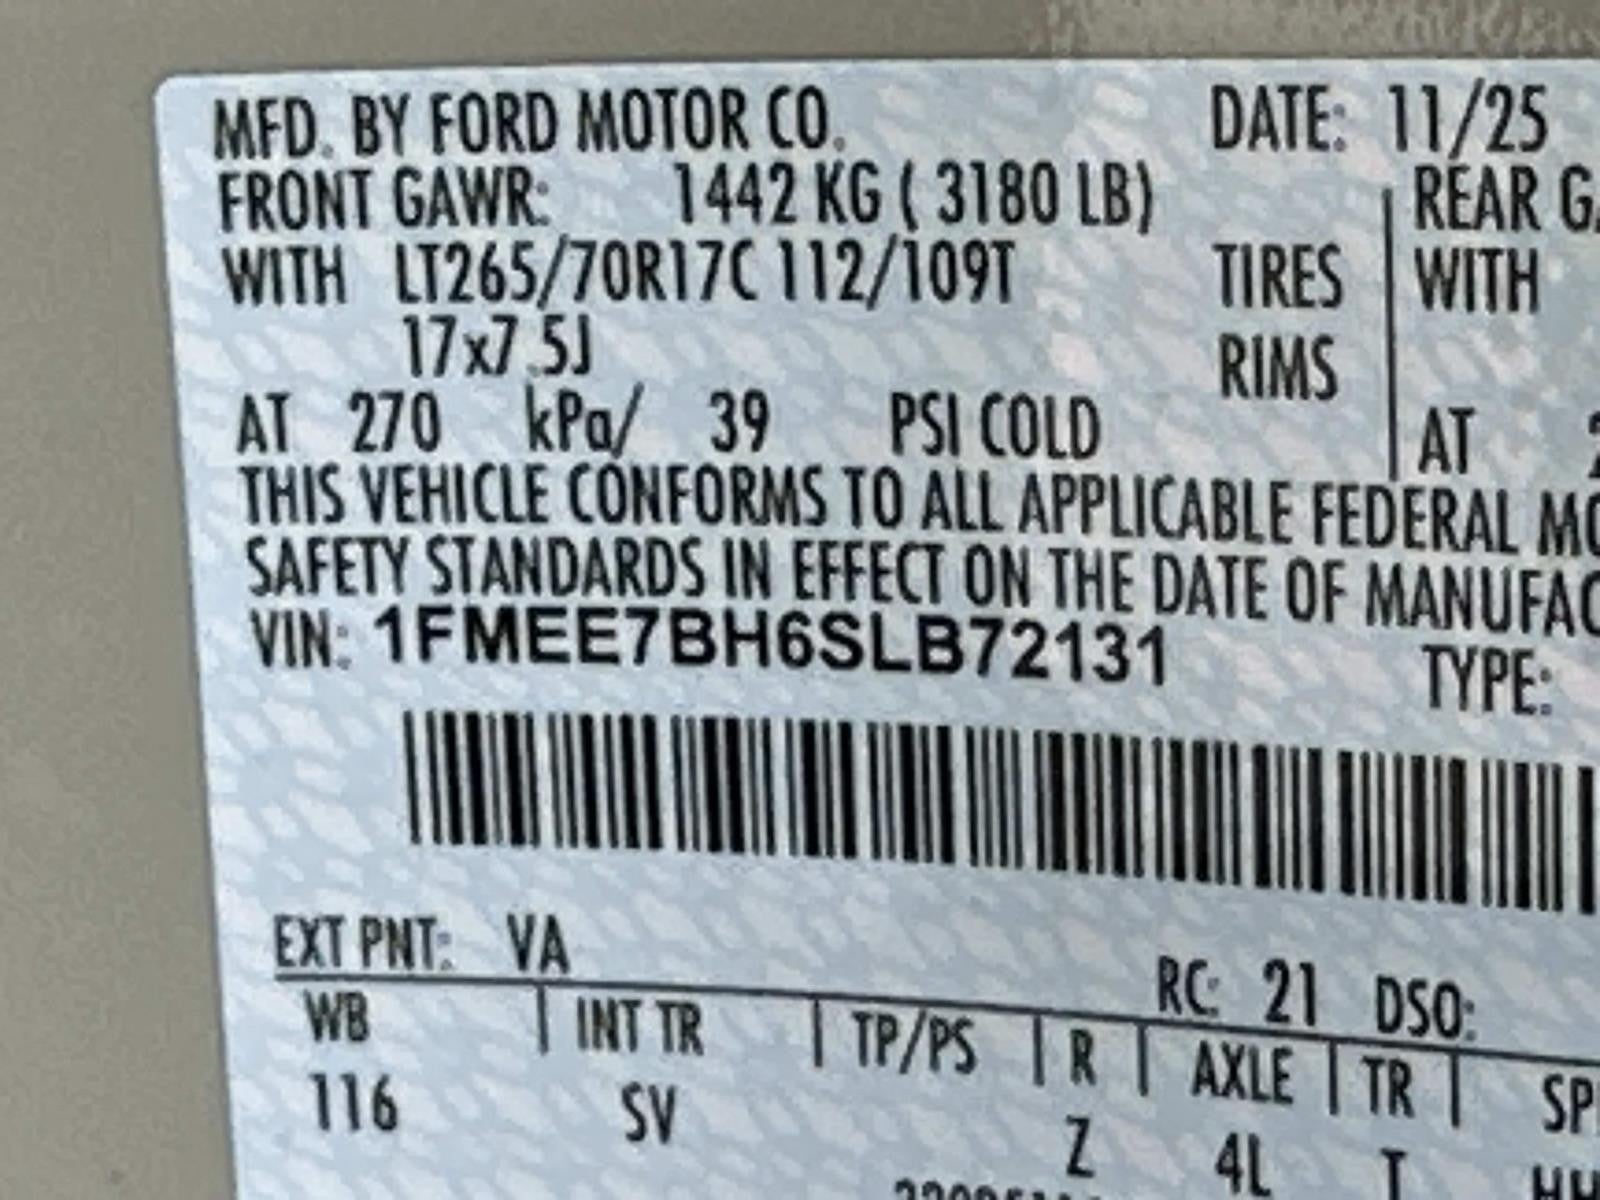 MFD. BY FORD MOTOR CO. DATE: 11/25
FRONT GAWR: 1442 KG ( 3180 LB) REAR
WITH LT265/70R17C 112/109T TIRES WITH
17x7.5J RIMS
AT 270 kPa/ 39 PSI COLD AT
THIS VEHICLE CONFORMS TO ALL APPLICABLE FEDERAL
SAFETY STANDARDS IN EFFECT ON THE DATE OF
VIN: 1FMEE7BH6SLB72131 TYPE:
EXT PNT: VA RC: 21 DSO:
WB INT TR TP/PS R AXLE TR
116 SV Z 4L T